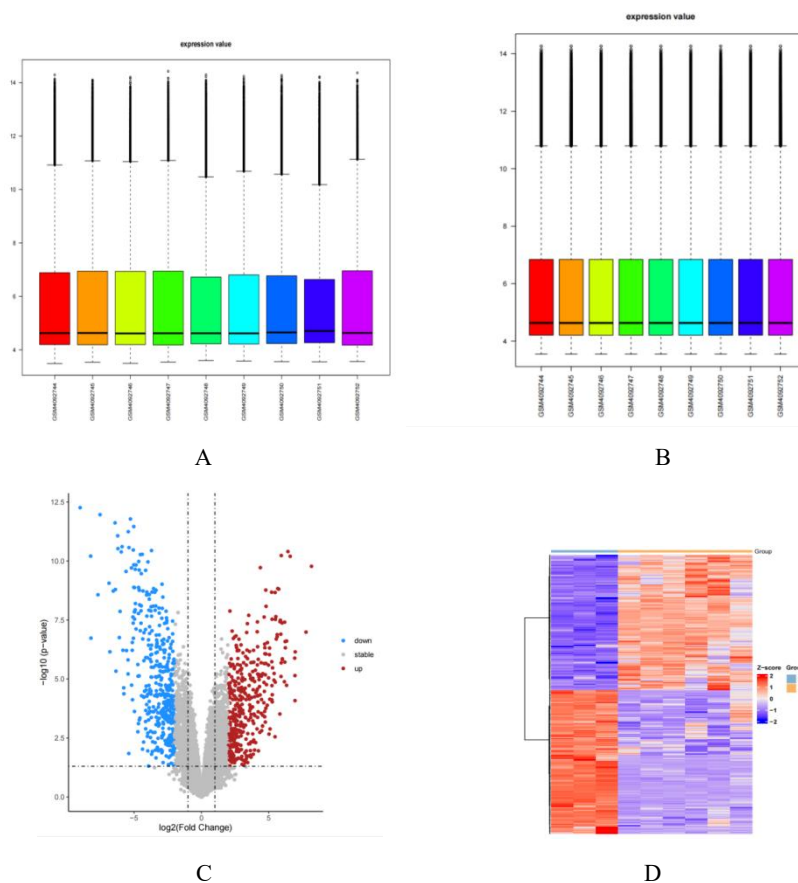 expression value
14
12
10
8
6
4
GSM4092744
GSM4092745
GSM4092746
GSM4092747
GSM4092748
GSM4092749
GSM4092750
GSM4092751
GSM4092752
A
expression value
14
12
10
8
6
4
GSM4092744
GSM4092745
GSM4092746
GSM4092747
GSM4092748
GSM4092749
GSM4092750
GSM4092751
GSM4092752
B
12.5
10.0
7.5
5.0
2.5
0.0
−log10 (p-value)
−5
0
5
log2(Fold Change)
down
stable
up
C
Group
Z-score
2
1
0
−1
−2
D